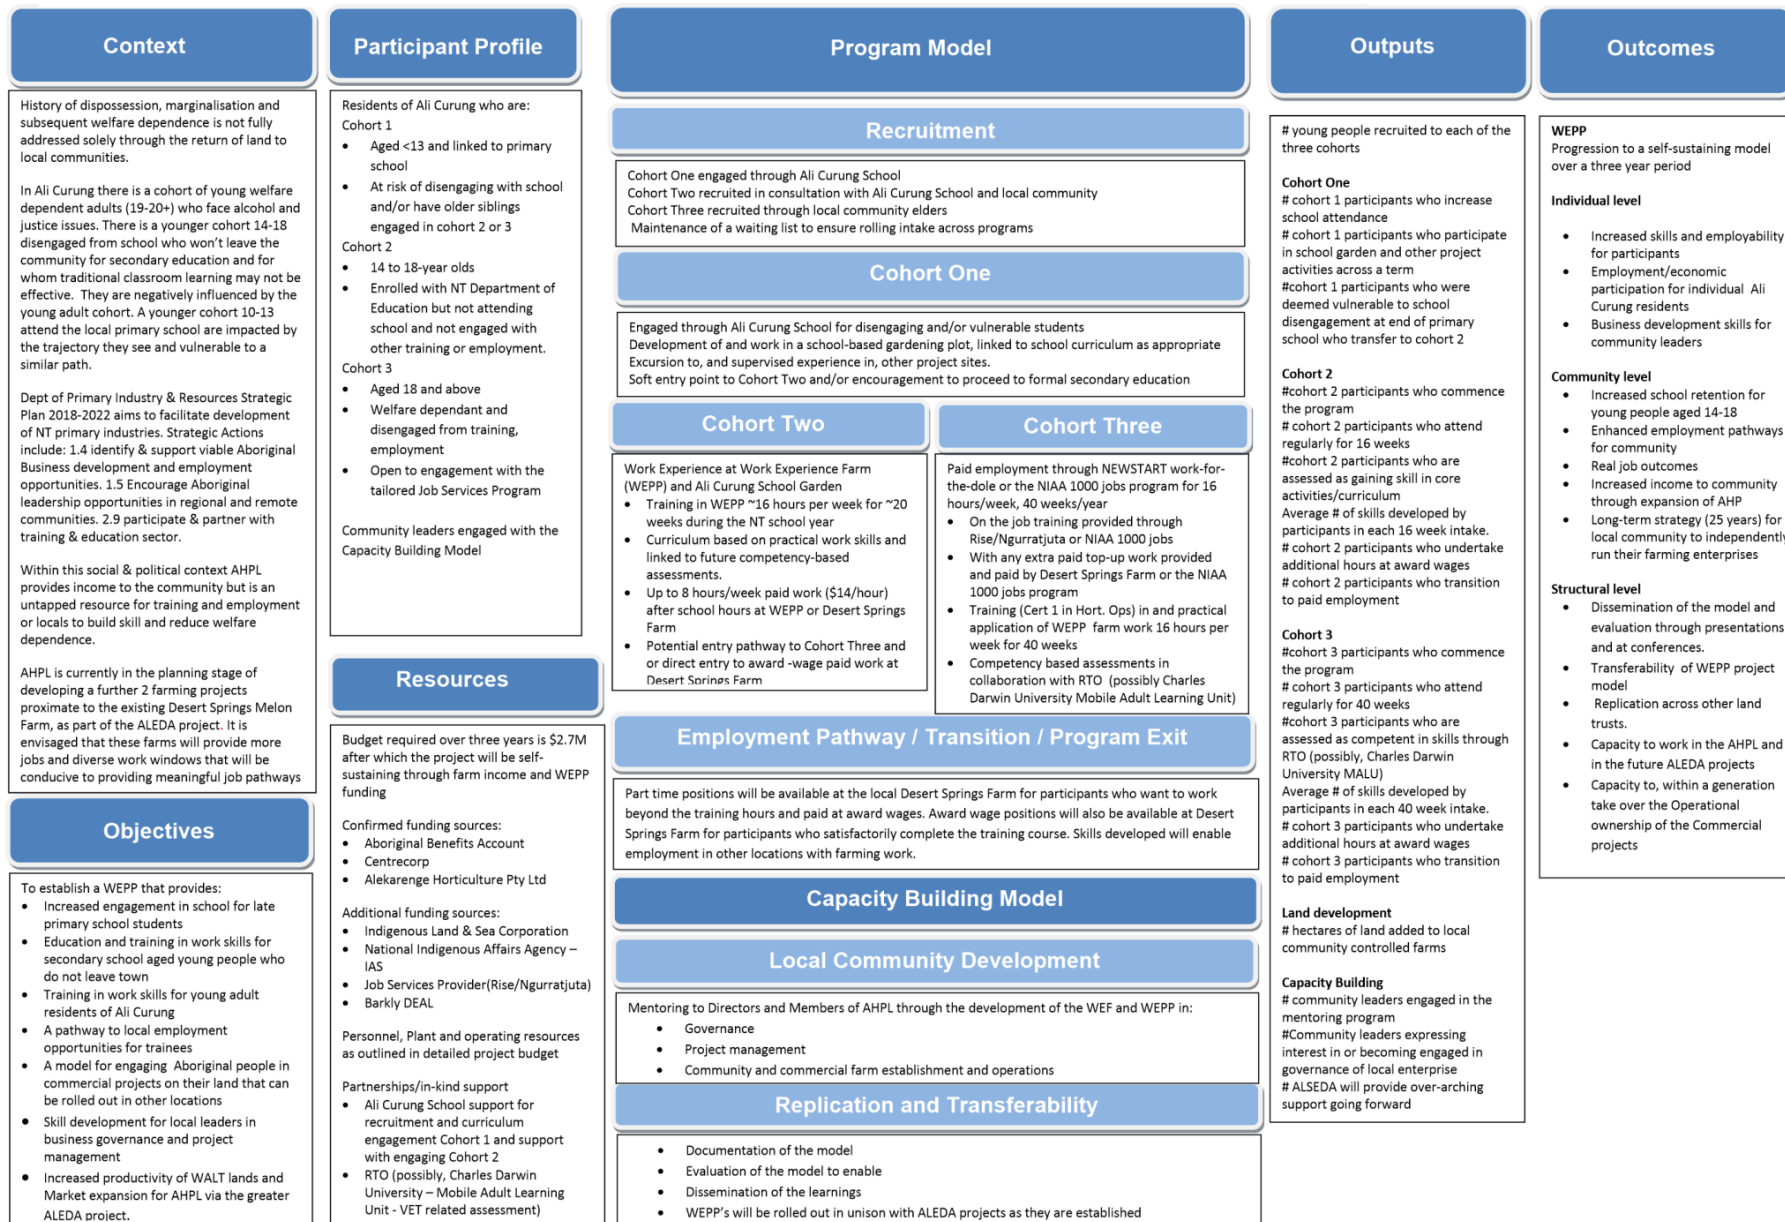 Context
History of dispossession, marginalisation and
subsequent welfare dependence is not fully
addressed solely through the return of land to
local communities.
In Ali Curung there is a cohort of young welfare
dependent adults (19-20+) who face alcohol and
justice issues. There is a younger cohort 14-18
disengaged from school who won't leave the
community for secondary education and for
whom traditional classroom learning may not be
effective. They are negatively influenced by the
young adult cohort. A younger cohort 10-13
attend the local primary school are impacted by
the trajectory they see and vulnerable to a
similar path.
Dept of Primary Industry & Resources Strategic
Plan 2018-2022 aims to facilitate development
of NT primary industries. Strategic Actions
include: 1.4 identify & support viable Aboriginal
Business development and employment
opportunities. 1.5 Encourage Aboriginal
leadership opportunities in regional and remote
communities. 2.9 participate & partner with
training & education sector.
Within this social & political context AHPL
provides income to the community but is an
untapped resource for training and employment
or locals to build skill and reduce welfare
dependence.
AHPL is currently in the planning stage of
developing a further 2 farming projects
proximate to the existing Desert Springs Melon
Farm, as part of the ALEDA project. It is
envisaged that these farms will provide more
jobs and diverse work windows that will be
conducive to providing meaningful job pathways
Objectives
To establish a WEPP that provides:
• Increased engagement in school for late
primary school students
• Education and training in work skills for
secondary school aged young people who
do not leave town
• Training in work skills for young adult
residents of Ali Curung
• A pathway to local employment
opportunities for trainees
• A model for engaging Aboriginal people in
commercial projects on their land that can
be rolled out in other locations
• Skill development for local leaders in
business governance and project
management
• Increased productivity of WALT lands and
Market expansion for AHPL via the greater
ALEDA project.
Participant Profile
Residents of Ali Curung who are:
Cohort 1
• Aged <13 and linked to primary
school
• At risk of disengaging with school
and/or have older siblings
engaged in cohort 2 or 3
Cohort 2
• 14 to 18-year olds
• Enrolled with NT Department of
Education but not attending
school and not engaged with
other training or employment.
Cohort 3
• Aged 18 and above
• Welfare dependant and
disengaged from training,
employment
• Open to engagement with the
tailored Job Services Program
Community leaders engaged with the
Capacity Building Model
Resources
Budget required over three years is $2.7M
after which the project will be self-
sustaining through farm income and WEPP
funding
Confirmed funding sources:
• Aboriginal Benefits Account
• Centrecorp
• Alekarenge Horticulture Pty Ltd
Additional funding sources:
• Indigenous Land & Sea Corporation
• National Indigenous Affairs Agency –
IAS
• Job Services Provider(Rise/Ngurratjuta)
• Barkly DEAL
Personnel, Plant and operating resources
as outlined in detailed project budget
Partnerships/in-kind support
• Ali Curung School support for
recruitment and curriculum
engagement Cohort 1 and support
with engaging Cohort 2
• RTO (possibly, Charles Darwin
University – Mobile Adult Learning
Unit - VET related assessment)
Program Model
Recruitment
Cohort One engaged through Ali Curung School
Cohort Two recruited in consultation with Ali Curung School and local community
Cohort Three recruited through local community elders
Maintenance of a waiting list to ensure rolling intake across programs
Cohort One
Engaged through Ali Curung School for disengaging and/or vulnerable students
Development of and work in a school-based gardening plot, linked to school curriculum as appropriate
Excursion to, and supervised experience in, other project sites.
Soft entry point to Cohort Two and/or encouragement to proceed to formal secondary education
Cohort Two
Work Experience at Work Experience Farm
(WEPP) and Ali Curung School Garden
• Training in WEPP ~16 hours per week for ~20
weeks during the NT school year
• Curriculum based on practical work skills and
linked to future competency-based
assessments.
• Up to 8 hours/week paid work ($14/hour)
after school hours at WEPP or Desert Springs
Farm
• Potential entry pathway to Cohort Three and
or direct entry to award -wage paid work at
Desert Springs Farm
Cohort Three
Paid employment through NEWSTART work-for-
the-dole or the NIAA 1000 jobs program for 16
hours/week, 40 weeks/year
• On the job training provided through
Rise/Ngurratjuta or NIAA 1000 jobs
• With any extra paid top-up work provided
and paid by Desert Springs Farm or the NIAA
1000 jobs program
• Training (Cert 1 in Hort. Ops) in and practical
application of WEPP farm work 16 hours per
week for 40 weeks
• Competency based assessments in
collaboration with RTO (possibly Charles
Darwin University Mobile Adult Learning Unit)
Employment Pathway / Transition / Program Exit
Part time positions will be available at the local Desert Springs Farm for participants who want to work
beyond the training hours and paid at award wages. Award wage positions will also be available at Desert
Springs Farm for participants who satisfactorily complete the training course. Skills developed will enable
employment in other locations with farming work.
Capacity Building Model
Local Community Development
Mentoring to Directors and Members of AHPL through the development of the WEF and WEPP in:
• Governance
• Project management
• Community and commercial farm establishment and operations
Replication and Transferability
• Documentation of the model
• Evaluation of the model to enable
• Dissemination of the learnings
• WEPP's will be rolled out in unison with ALEDA projects as they are established
Outputs
# young people recruited to each of the
three cohorts
Cohort One
# cohort 1 participants who increase
school attendance
# cohort 1 participants who participate
in school garden and other project
activities across a term
#cohort 1 participants who were
deemed vulnerable to school
disengagement at end of primary
school who transfer to cohort 2
Cohort 2
#cohort 2 participants who commence
the program
# cohort 2 participants who attend
regularly for 16 weeks
#cohort 2 participants who are
assessed as gaining skill in core
activities/curriculum
Average # of skills developed by
participants in each 16 week intake.
# cohort 2 participants who undertake
additional hours at award wages
# cohort 2 participants who transition
to paid employment
Cohort 3
#cohort 3 participants who commence
the program
# cohort 3 participants who attend
regularly for 40 weeks
#cohort 3 participants who are
assessed as competent in skills through
RTO (possibly, Charles Darwin
University MALU)
Average # of skills developed by
participants in each 40 week intake.
# cohort 3 participants who undertake
additional hours at award wages
# cohort 3 participants who transition
to paid employment
Land development
# hectares of land added to local
community controlled farms
Capacity Building
# community leaders engaged in the
mentoring program
#Community leaders expressing
interest in or becoming engaged in
governance of local enterprise
# ALSEDA will provide over-arching
support going forward
Outcomes
WEPP
Progression to a self-sustaining model
over a three year period
Individual level
• Increased skills and employability
for participants
• Employment/economic
participation for individual Ali
Curung residents
• Business development skills for
community leaders
Community level
• Increased school retention for
young people aged 14-18
• Enhanced employment pathways
for community
• Real job outcomes
• Increased income to community
through expansion of AHP
• Long-term strategy (25 years) for
local community to independently
run their farming enterprises
Structural level
• Dissemination of the model and
evaluation through presentations
and at conferences.
• Transferability of WEPP project
model
• Replication across other land
trusts.
• Capacity to work in the AHPL and
in the future ALEDA projects
• Capacity to, within a generation
take over the Operational
ownership of the Commercial
projects